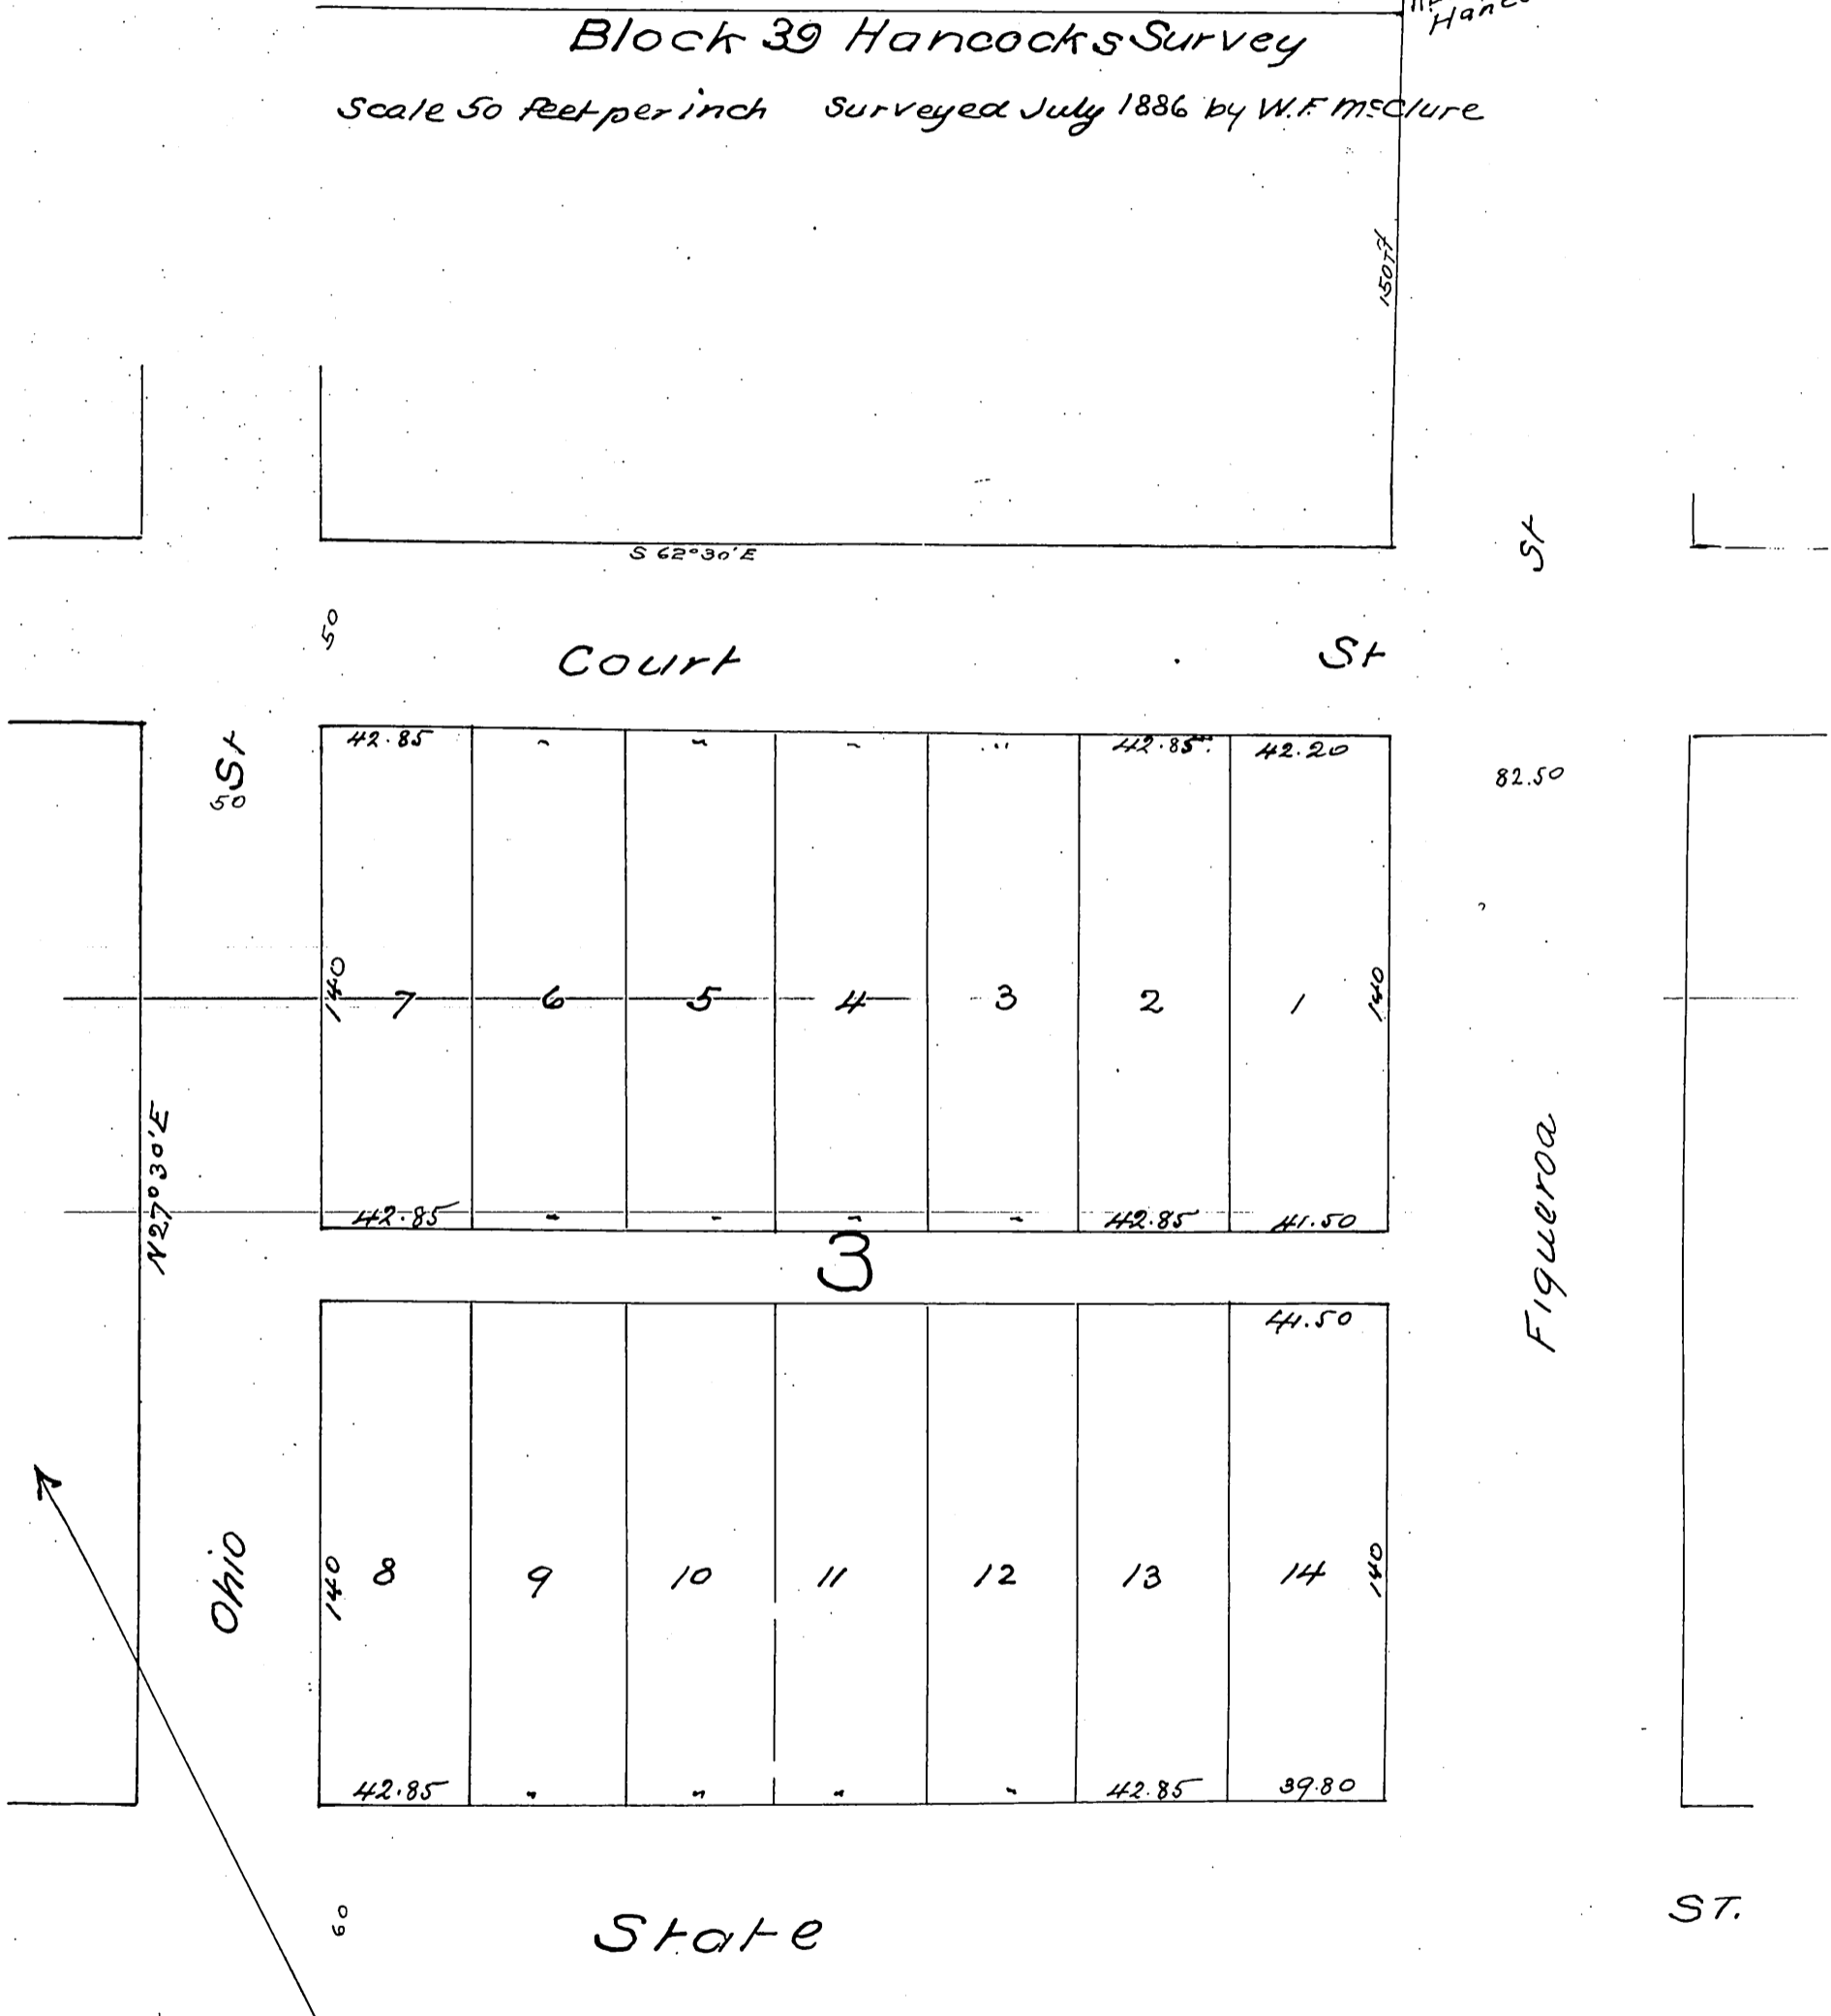 Block 39 Hancocks Survey
Scale 50 feet per inch Surveyed July 1886 by W.F. McClure
S 62°30'E
St
50
Court St
St
50
42.85 " " " " 42.85 42.20
82.50
140 7 6 5 4 3 2 1 140
N27°30'E
42.85 " " " " 42.85 41.50
3
Figueroa
41.50
Ohio
140 8 9 10 11 12 13 14 140
42.85 " " " " 42.85 39.80
60
State ST.